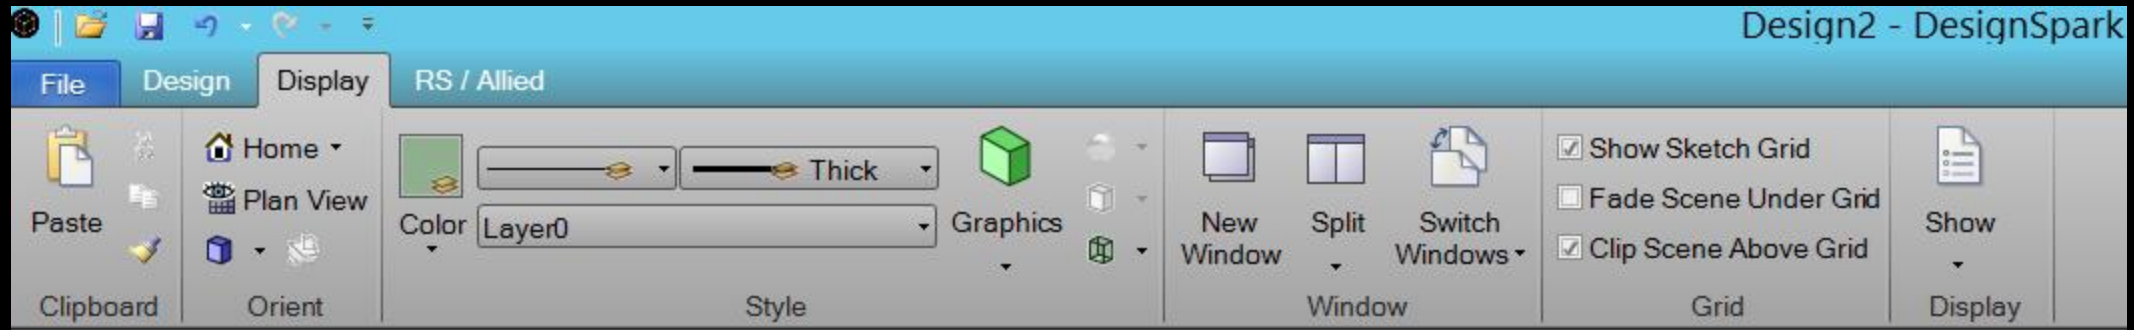 Design2 - DesignSpark
File Design Display RS / Allied
Paste
Clipboard
Home
Plan View
Orient
Color
Thick
Layer0
Graphics
Style
New
Window
Split
Switch
Windows
Window
Show Sketch Grid
Fade Scene Under Grid
Clip Scene Above Grid
Grid
Show
Display